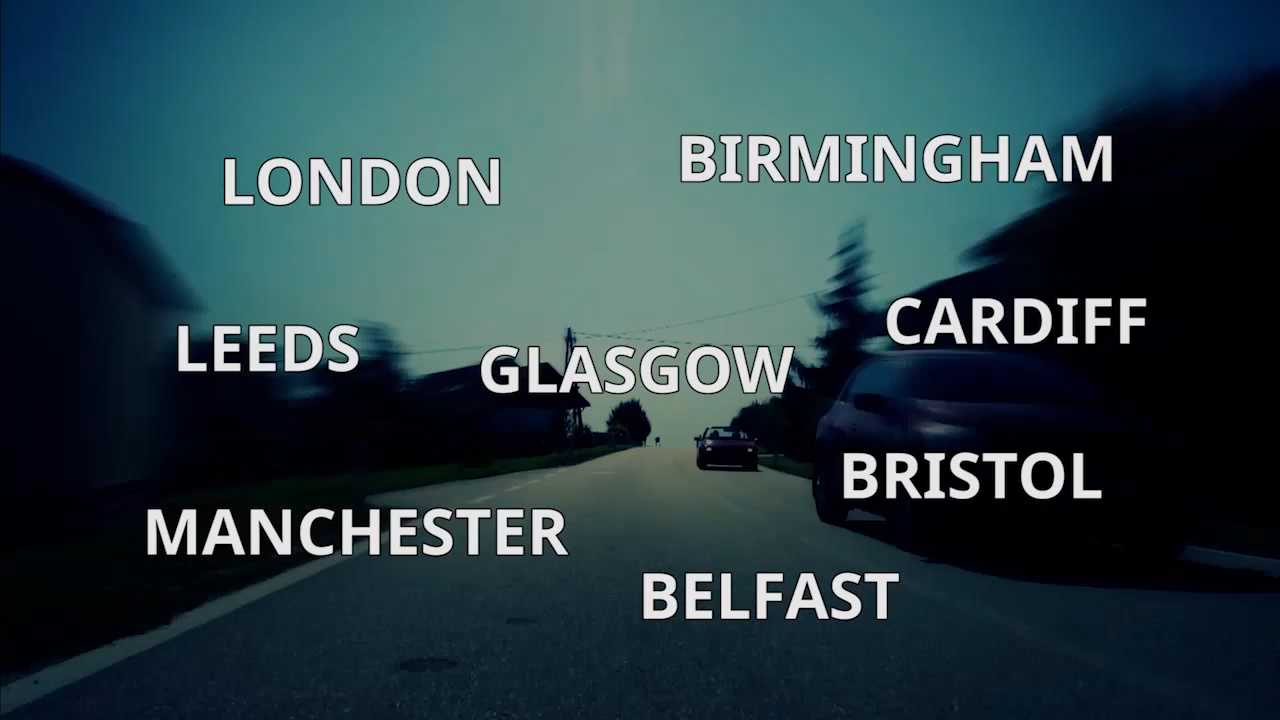 LONDON
BIRMINGHAM
LEEDS
GLASGOW
CARDIFF
MANCHESTER
BRISTOL
BELFAST